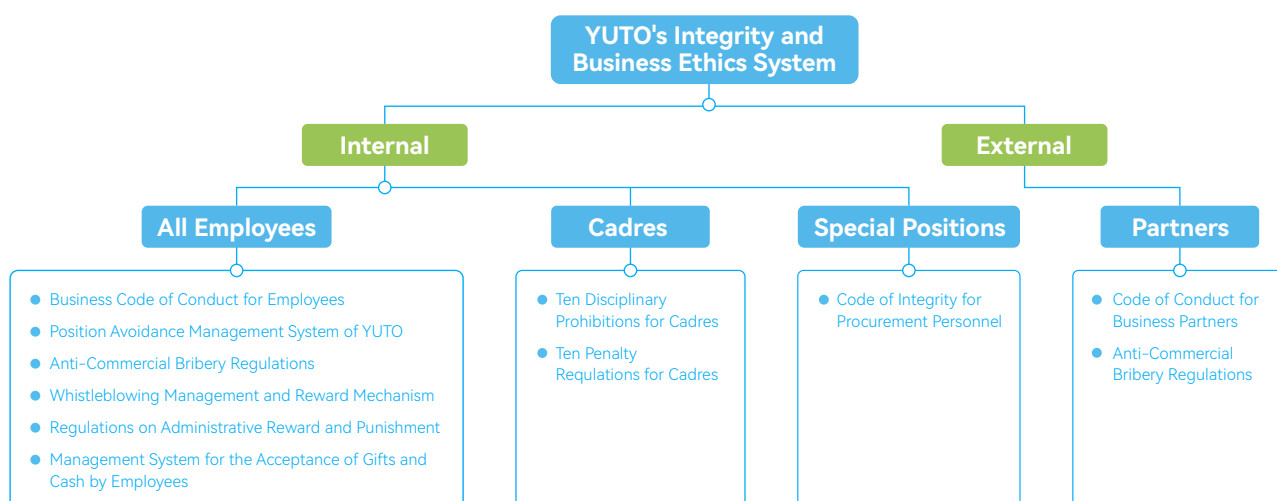 YUTO's Integrity and
Business Ethics System
Internal
External
All Employees
Cadres
Special Positions
Partners
Business Code of Conduct for Employees
Position Avoidance Management System of YUTO
Anti-Commercial Bribery Regulations
Whistleblowing Management and Reward Mechanism
Regulations on Administrative Reward and Punishment
Management System for the Acceptance of Gifts and
Cash by Employees
Ten Disciplinary
Prohibitions for Cadres
Ten Penalty
Requlations for Cadres
Code of Integrity for
Procurement Personnel
Code of Conduct for
Business Partners
Anti-Commercial
Bribery Regulations